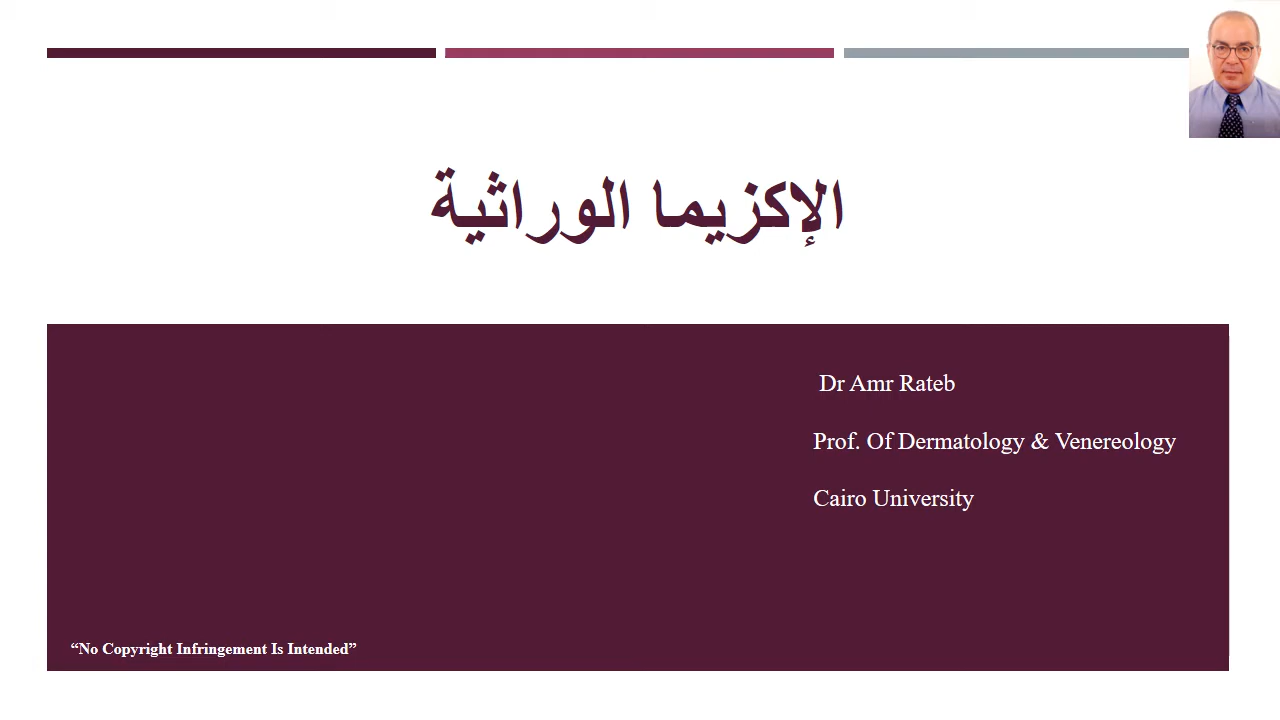 الإكزيما الوراثية
Dr Amr Rateb
Prof. Of Dermatology & Venereology
Cairo University
“No Copyright Infringement Is Intended”